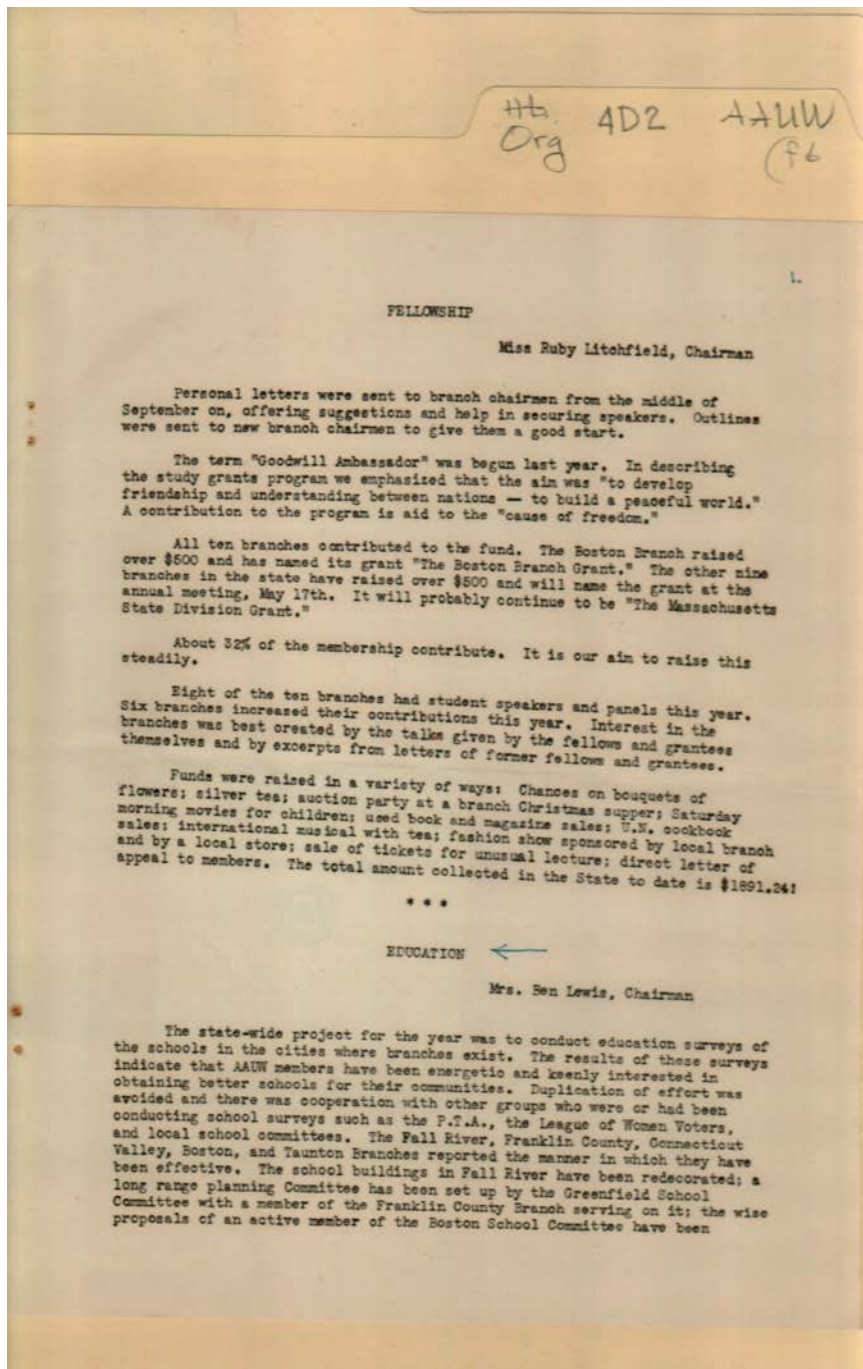 Hb. 4D2 AAUW
Org (f6
1.
FELLOWSHIP
Miss Ruby Litchfield, Chairman
Personal letters were sent to branch chairmen from the middle of
September on, offering suggestions and help in securing speakers. Outlines
were sent to new branch chairmen to give them a good start.
The term "Goodwill Ambassador" was begun last year. In describing
the study grants program we emphasized that the aim was "to develop
friendship and understanding between nations — to build a peaceful world."
A contribution to the program is aid to the "cause of freedom."
All ten branches contributed to the fund. The Boston Branch raised
over $500 and has named its grant "The Boston Branch Grant." The other nine
branches in the state have raised over $500 and will name the grant at the
annual meeting, May 17th. It will probably continue to be "The Massachusetts
State Division Grant."
About 32% of the membership contribute. It is our aim to raise this
steadily.
Eight of the ten branches had student speakers and panels this year.
Six branches increased their contributions this year. Interest in the
branches was best created by the talks given by the fellows and grantees
themselves and by excerpts from letters of former fellows and grantees.
Funds were raised in a variety of ways: Chances on bouquets of
flowers; silver tea; auction party at a branch Christmas supper; Saturday
morning movies for children; used book and magazine sales; U.N. cookbook
sales; international musical with tea; fashion show sponsored by local branch
and by a local store; sale of tickets for unusual lecture; direct letter of
appeal to members. The total amount collected in the State to date is $1891.24!
* * *
EDUCATION
Mrs. Ben Lewis, Chairman
The state-wide project for the year was to conduct education surveys of
the schools in the cities where branches exist. The results of these surveys
indicate that AAUW members have been energetic and keenly interested in
obtaining better schools for their communities. Duplication of effort was
avoided and there was cooperation with other groups who were or had been
conducting school surveys such as the P.T.A., the League of Women Voters,
and local school committees. The Fall River, Franklin County, Connecticut
Valley, Boston, and Taunton Branches reported the manner in which they have
been effective. The school buildings in Fall River have been redecorated; a
long range planning Committee has been set up by the Greenfield School
Committee with a member of the Franklin County Branch serving on it; the wise
proposals of an active member of the Boston School Committee have been